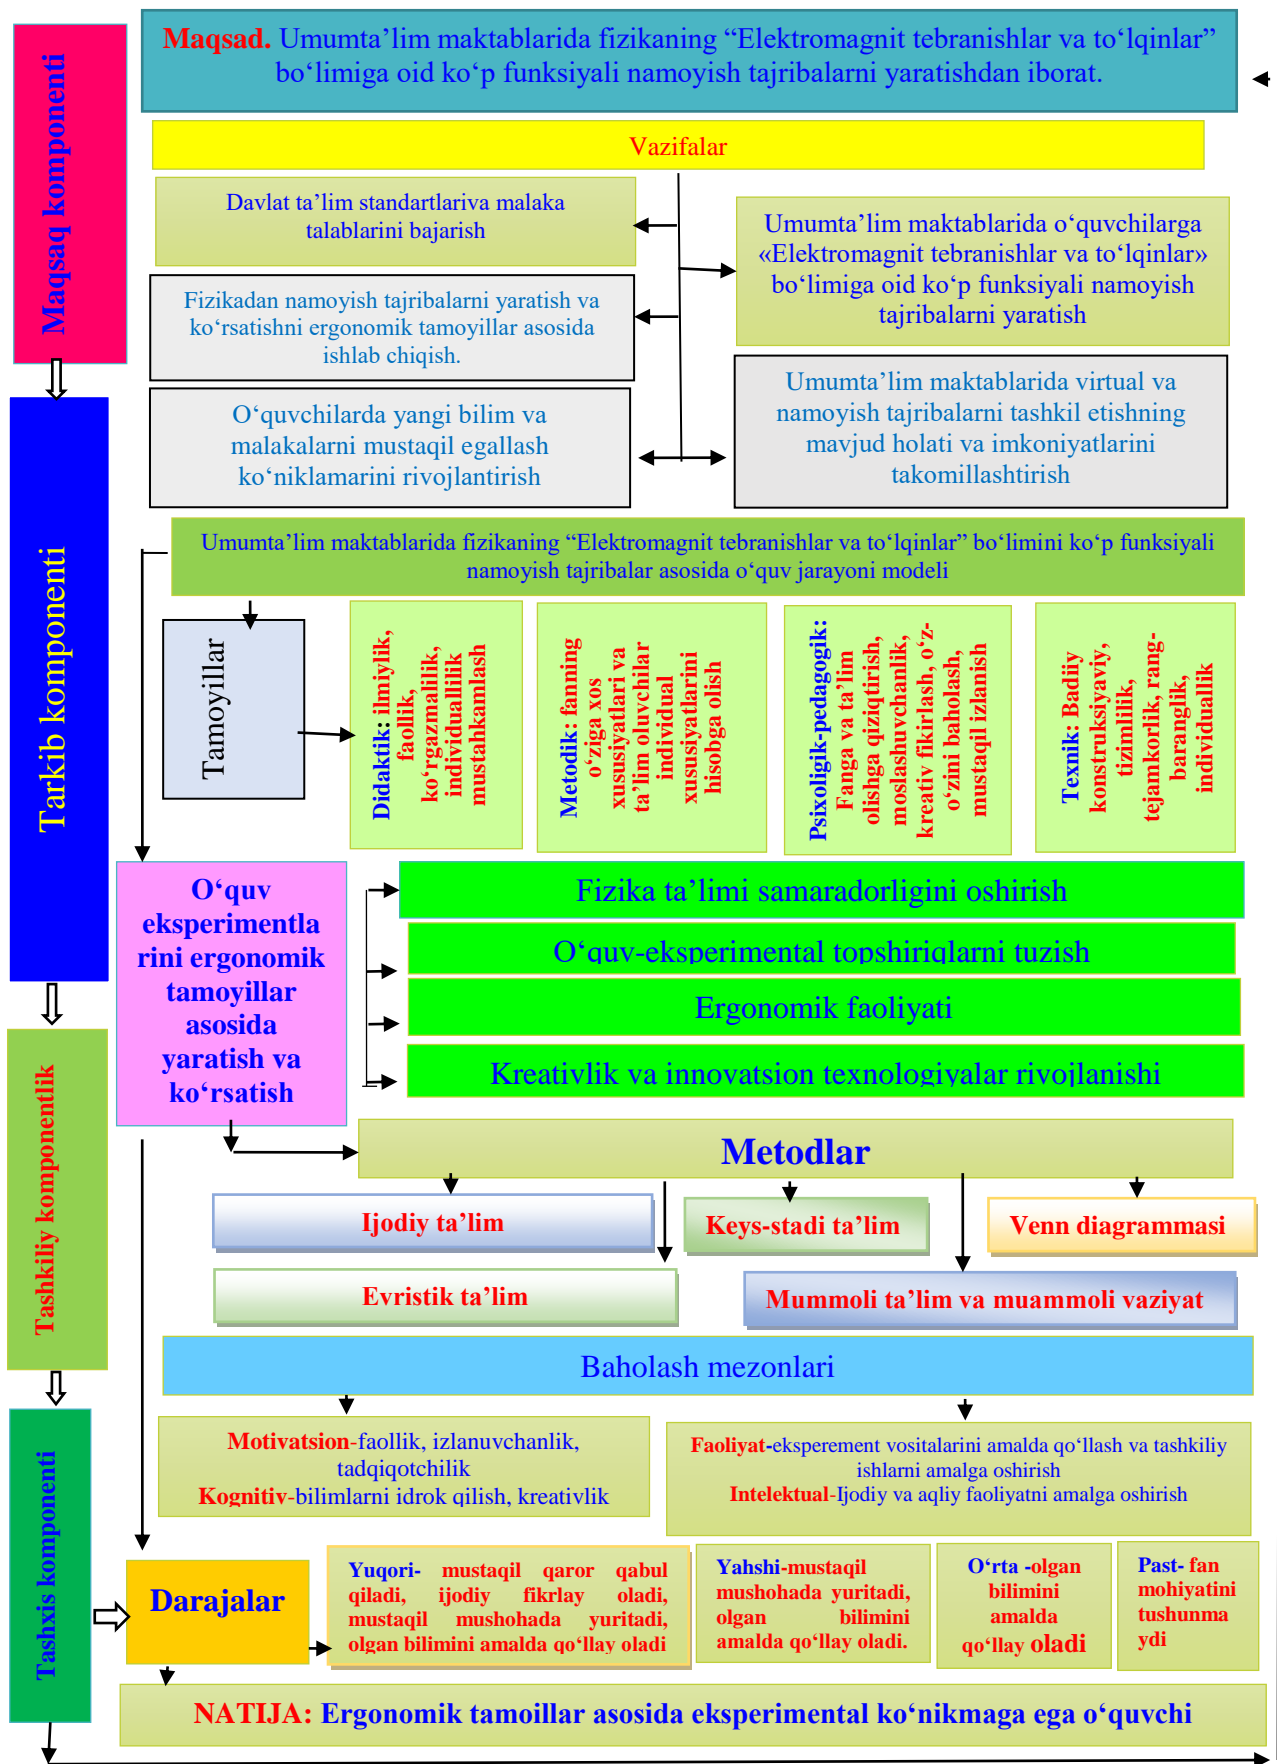 Maqsad. Umumta’lim maktablarida fizikaning “Elektromagnit tebranishlar va to‘lqinlar”
bo‘limiga oid ko‘p funksiyali namoyish tajribalarni yaratishdan iborat.
Maqsaq komponenti
Vazifalar
Davlat ta’lim standartlariva malaka
talablarini bajarish
Umumta’lim maktablarida o‘quvchilarga
«Elektromagnit tebranishlar va to‘lqinlar»
bo‘limiga oid ko‘p funksiyali namoyish
tajribalarni yaratish
Fizikadan namoyish tajribalarni yaratish va
ko‘rsatishni ergonomik tamoyillar asosida
ishlab chiqish.
Umumta’lim maktablarida virtual va
namoyish tajribalarni tashkil etishning
mavjud holati va imkoniyatlarini
takomillashtirish
O‘quvchilarda yangi bilim va
malakalarni mustaqil egallash
ko‘niklamarini rivojlantirish
Tarkib komponenti
Umumta’lim maktablarida fizikaning “Elektromagnit tebranishlar va to‘lqinlar” bo‘limini ko‘p funksiyali
namoyish tajribalar asosida o‘quv jarayoni modeli
Tamoyillar
Didaktik: ilmiylik,
faollik,
ko‘rgazmalilik,
individuallilik
mustahkamlash
Metodik: fanning
o‘ziga xos
xususiyatlari va
ta’lim oluvchilar
individual
xususiyatlarini
hisobga olish
Psixoligik-pedagogik:
Fanga va ta’lim
olishga qiziqtirish,
moslashuvchanlik,
kreativ fikrlash, o‘z-
o‘zini baholash,
mustaqil izlanish
Texnik: Badiiy
konstruksiyaviy,
tizimlilik,
tejamkorlik, rang-
baranglik,
individuallik
O‘quv
eksperimentla
rini ergonomik
tamoyillar
asosida
yaratish va
ko‘rsatish
Fizika ta’limi samaradorligini oshirish
O‘quv-eksperimental topshiriqlarni tuzish
Ergonomik faoliyati
Kreativlik va innovatsion texnologiyalar rivojlanishi
Tashkiliy komponentlik
Metodlar
Ijodiy ta’lim
Keys-stadi ta’lim
Venn diagrammasi
Evristik ta’lim
Mummoli ta’lim va muammoli vaziyat
Baholash mezonlari
Motivatsion-faollik, izlanuvchanlik,
tadqiqotchilik
Kognitiv-bilimlarni idrok qilish, kreativlik
Faoliyat-eksperement vositalarini amalda qo‘llash va tashkiliy
ishlarni amalga oshirish
Intelektual-Ijodiy va aqliy faoliyatni amalga oshirish
Tashxis komponenti
Darajalar
Yuqori- mustaqil qaror qabul
qiladi, ijodiy fikrlay oladi,
mustaqil mushohada yuritadi,
olgan bilimini amalda qo‘llay oladi
Yahshi-mustaqil
mushohada yuritadi,
olgan bilimini
amalda qo‘llay oladi.
O‘rta -olgan
bilimini
amalda
qo‘llay oladi
Past- fan
mohiyatini
tushunma
ydi
NATIJA: Ergonomik tamoillar asosida eksperimental ko‘nikmaga ega o‘quvchi